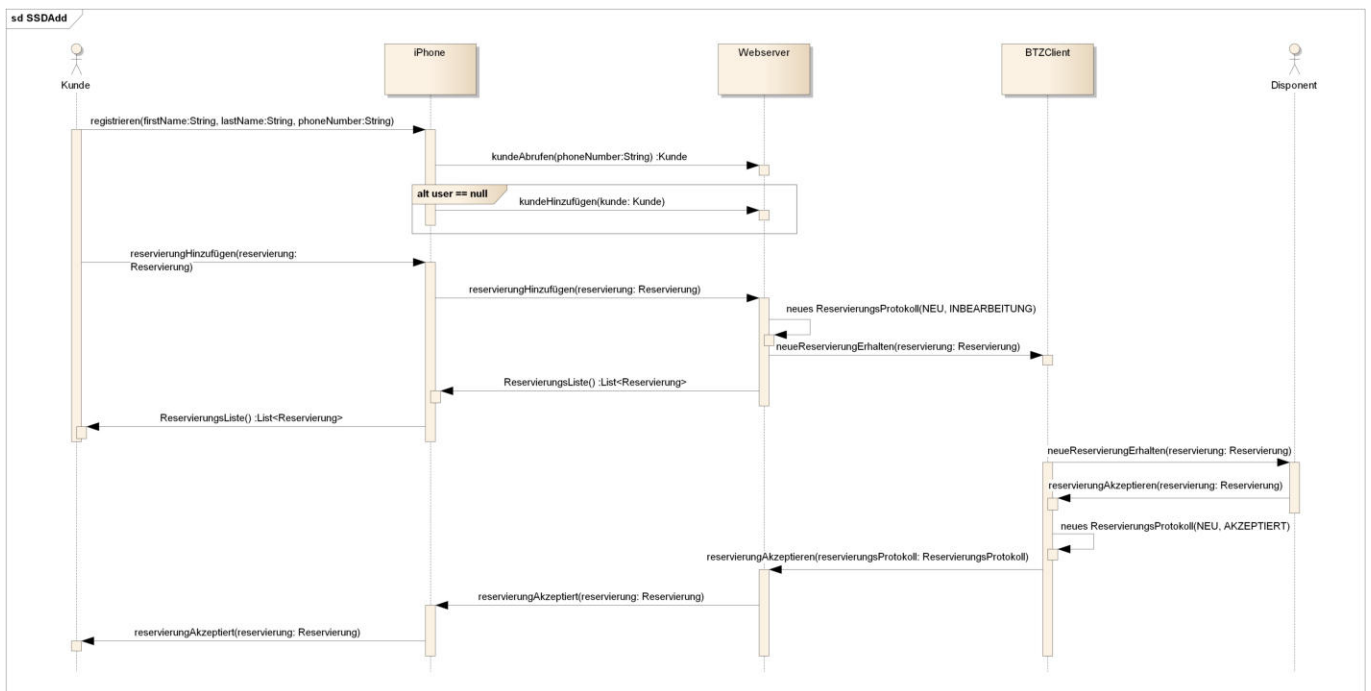 sd SSDAdd
Kunde
iPhone
Webserver
BTZClient
Disponent
registrieren(firstName:String, lastName:String, phoneNumber:String)
kundeAbrufen(phoneNumber:String) :Kunde
alt user == null
kundeHinzufügen(kunde: Kunde)
reservierungHinzufügen(reservierung:
Reservierung)
reservierungHinzufügen(reservierung: Reservierung)
neues ReservierungsProtokoll(NEU, INBEARBEITUNG)
neueReservierungErhalten(reservierung: Reservierung)
ReservierungsListe() :List<Reservierung>
ReservierungsListe() :List<Reservierung>
neueReservierungErhalten(reservierung: Reservierung)
reservierungAkzeptieren(reservierung: Reservierung)
neues ReservierungsProtokoll(NEU, AKZEPTIERT)
reservierungAkzeptieren(reservierungsProtokoll: ReservierungsProtokoll)
reservierungAkzeptiert(reservierung: Reservierung)
reservierungAkzeptiert(reservierung: Reservierung)